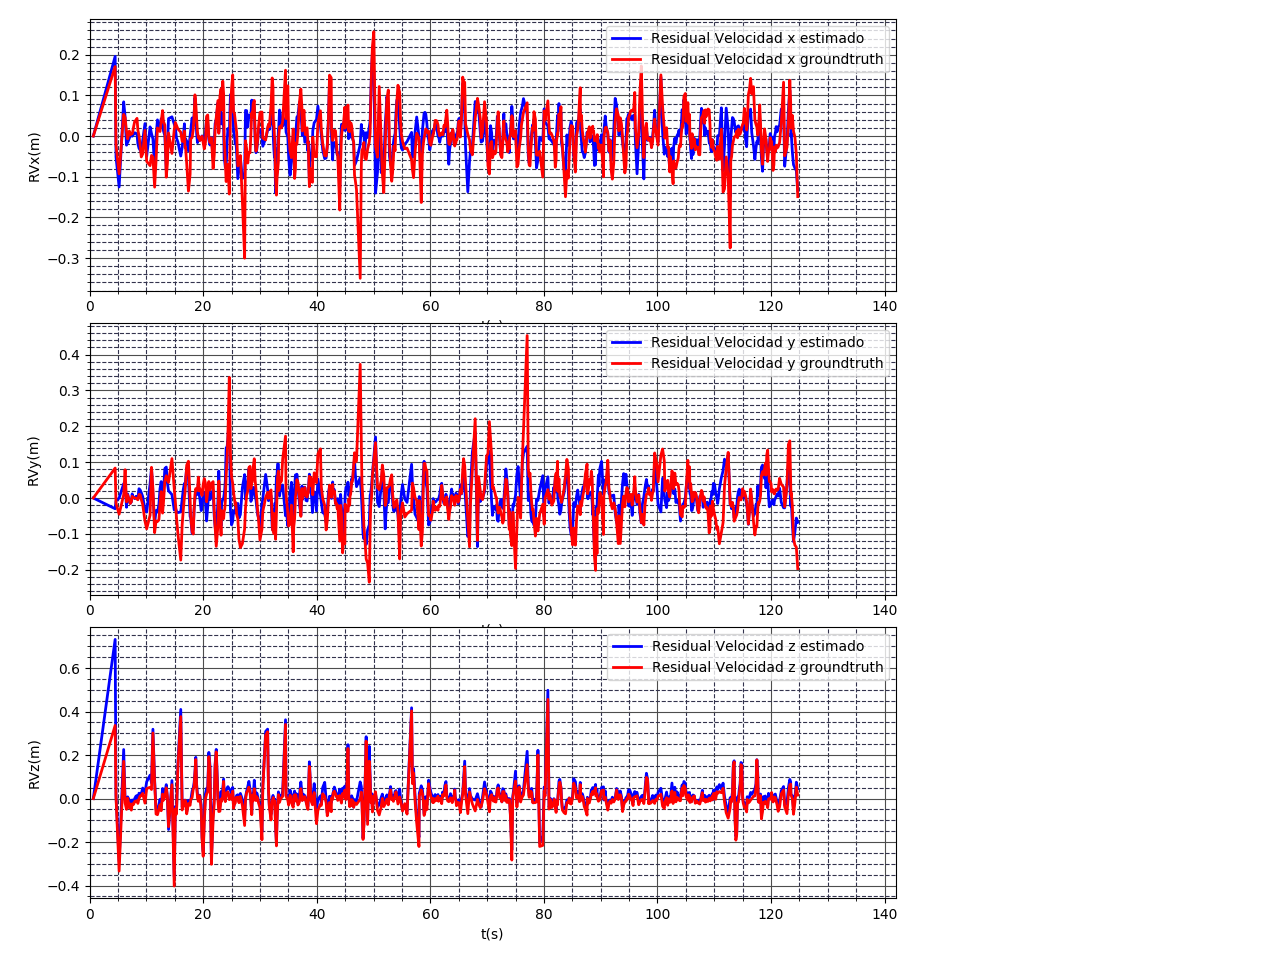 Residual Velocidad x estimado
Residual Velocidad x groundtruth
RVx(m)
0.2
0.1
0.0
−0.1
−0.2
−0.3
0 20 40 60 80 100 120 140
Residual Velocidad y estimado
Residual Velocidad y groundtruth
RVy(m)
0.4
0.3
0.2
0.1
0.0
−0.1
−0.2
0 20 40 60 80 100 120 140
Residual Velocidad z estimado
Residual Velocidad z groundtruth
RVz(m)
0.6
0.4
0.2
0.0
−0.2
−0.4
0 20 40 60 80 100 120 140
t(s)